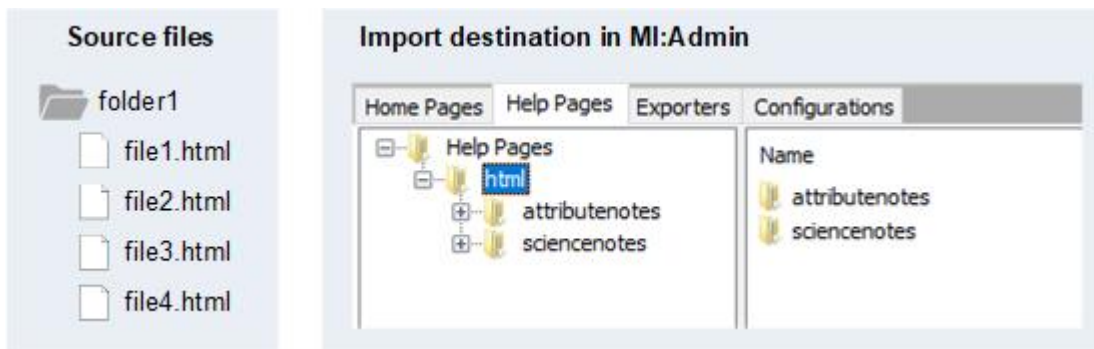 Source files
folder1
file1.html
file2.html
file3.html
file4.html
Import destination in MI:Admin
Home Pages Help Pages Exporters Configurations
Help Pages
html
attributenotes
sciencenotes
Name
attributenotes
sciencenotes